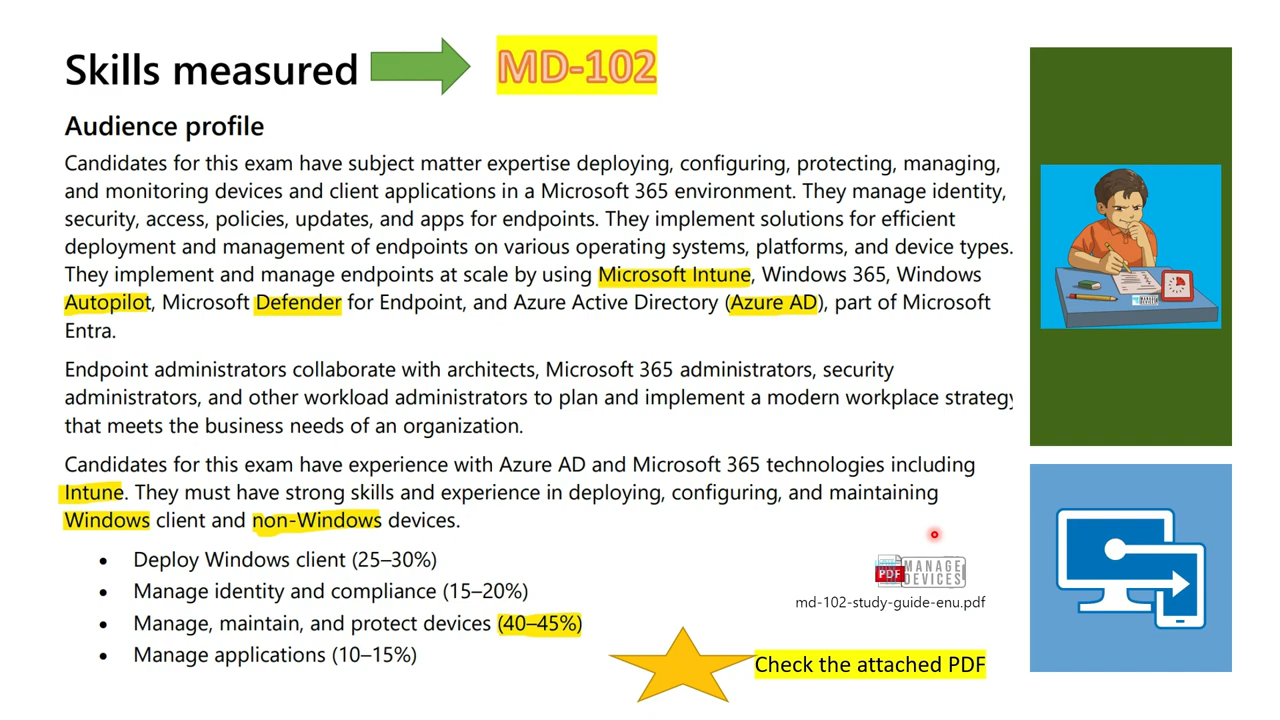 Skills measured
MD-102
Audience profile
Candidates for this exam have subject matter expertise deploying, configuring, protecting, managing,
and monitoring devices and client applications in a Microsoft 365 environment. They manage identity,
security, access, policies, updates, and apps for endpoints. They implement solutions for efficient
deployment and management of endpoints on various operating systems, platforms, and device types.
They implement and manage endpoints at scale by using Microsoft Intune, Windows 365, Windows
Autopilot, Microsoft Defender for Endpoint, and Azure Active Directory (Azure AD), part of Microsoft
Entra.
Endpoint administrators collaborate with architects, Microsoft 365 administrators, security
administrators, and other workload administrators to plan and implement a modern workplace strategy
that meets the business needs of an organization.
Candidates for this exam have experience with Azure AD and Microsoft 365 technologies including
Intune. They must have strong skills and experience in deploying, configuring, and maintaining
Windows client and non-Windows devices.
• Deploy Windows client (25–30%)
• Manage identity and compliance (15–20%)
• Manage, maintain, and protect devices (40–45%)
• Manage applications (10–15%)
PDF
MANAGE
DEVICES
md-102-study-guide-enu.pdf
Check the attached PDF